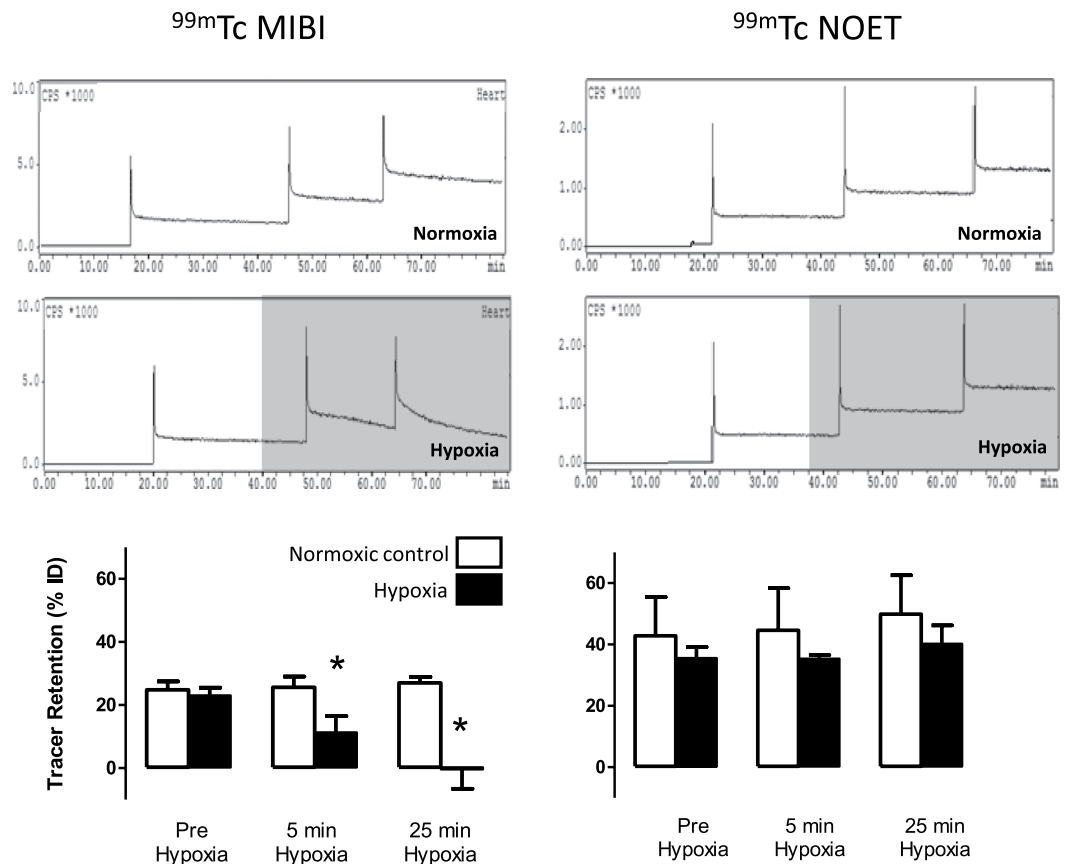 99mTc MIBI
99mTc NOET
10.0
CPS *1000
Heart
5.0
0.0
Normoxia
0.00 10.00 20.00 30.00 40.00 50.00 60.00 70.00 min
CPS *1000
2.00
1.00
0.00
Normoxia
0.00 10.00 20.00 30.00 40.00 50.00 60.00 70.00 min
10.0
CPS *1000
Heart
5.0
0.0
Hypoxia
0.00 10.00 20.00 30.00 40.00 50.00 60.00 70.00 min
CPS *1000
2.00
1.00
0.00
Hypoxia
0.00 10.00 20.00 30.00 40.00 50.00 60.00 70.00 min
Tracer Retention (% ID)
Normoxic control
Hypoxia
60
40
20
0
*
*
Pre
Hypoxia
5 min
Hypoxia
25 min
Hypoxia
60
40
20
0
Pre
Hypoxia
5 min
Hypoxia
25 min
Hypoxia